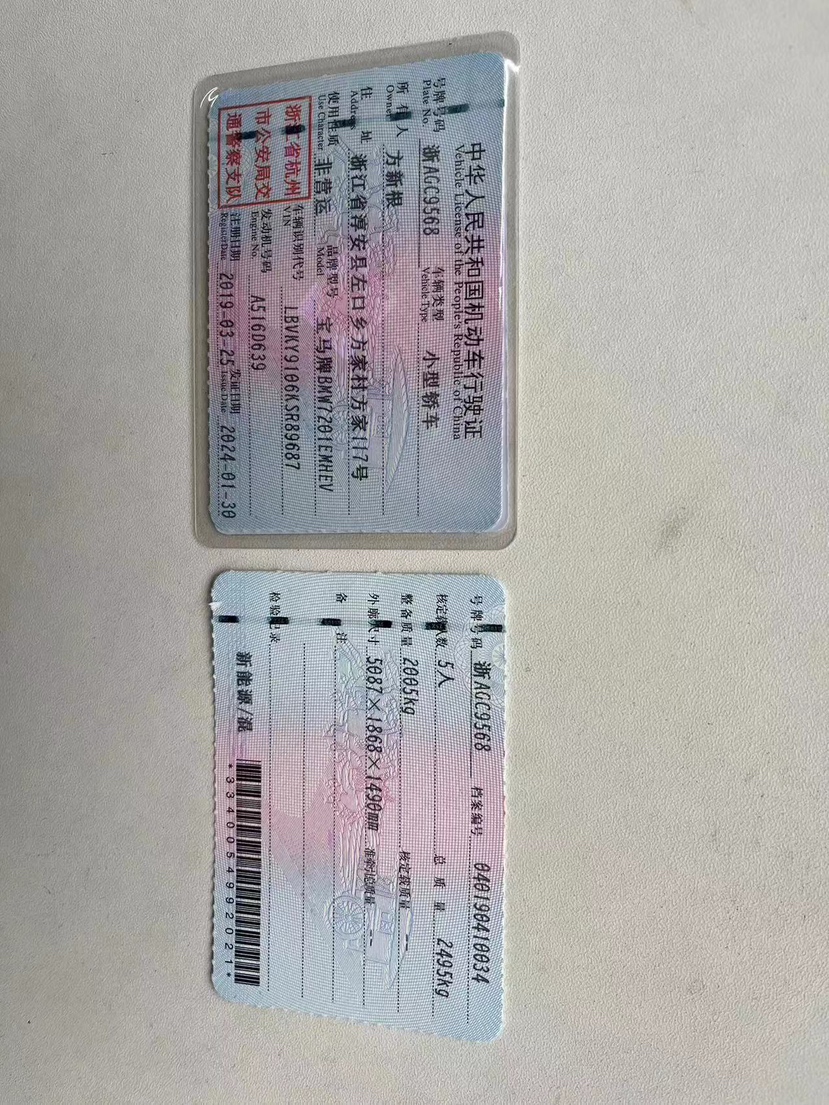 中华人民共和国机动车行驶证
Vehicle License of the People's Republic of China
号牌号码 浙AGC9568 车辆类型 小型轿车
Plate No. Vehicle Type
所有人 方新根
Owner
住址 浙江省淳安县左口乡方家村方家117号
Address
使用性质 非营运 品牌型号 宝马牌BMW7201EMHEV
Use Character Model
浙江省杭州
市公安局交
通警察支队
车辆识别代号 LBVKY9106KSR89687
VIN
发动机号码 A516D639
Engine No.
注册日期 2019-03-25 发证日期 2024-01-30
Register Date Issue Date
号牌号码 浙AGC9568 档案编号 040190410034
核定载人数 5人 总质量 2495kg
整备质量 2005kg 核定载质量 --
外廓尺寸 5087×1868×1490mm 准牵引总质量 --
备注
检验记录
新能源/混
*3340054992021*